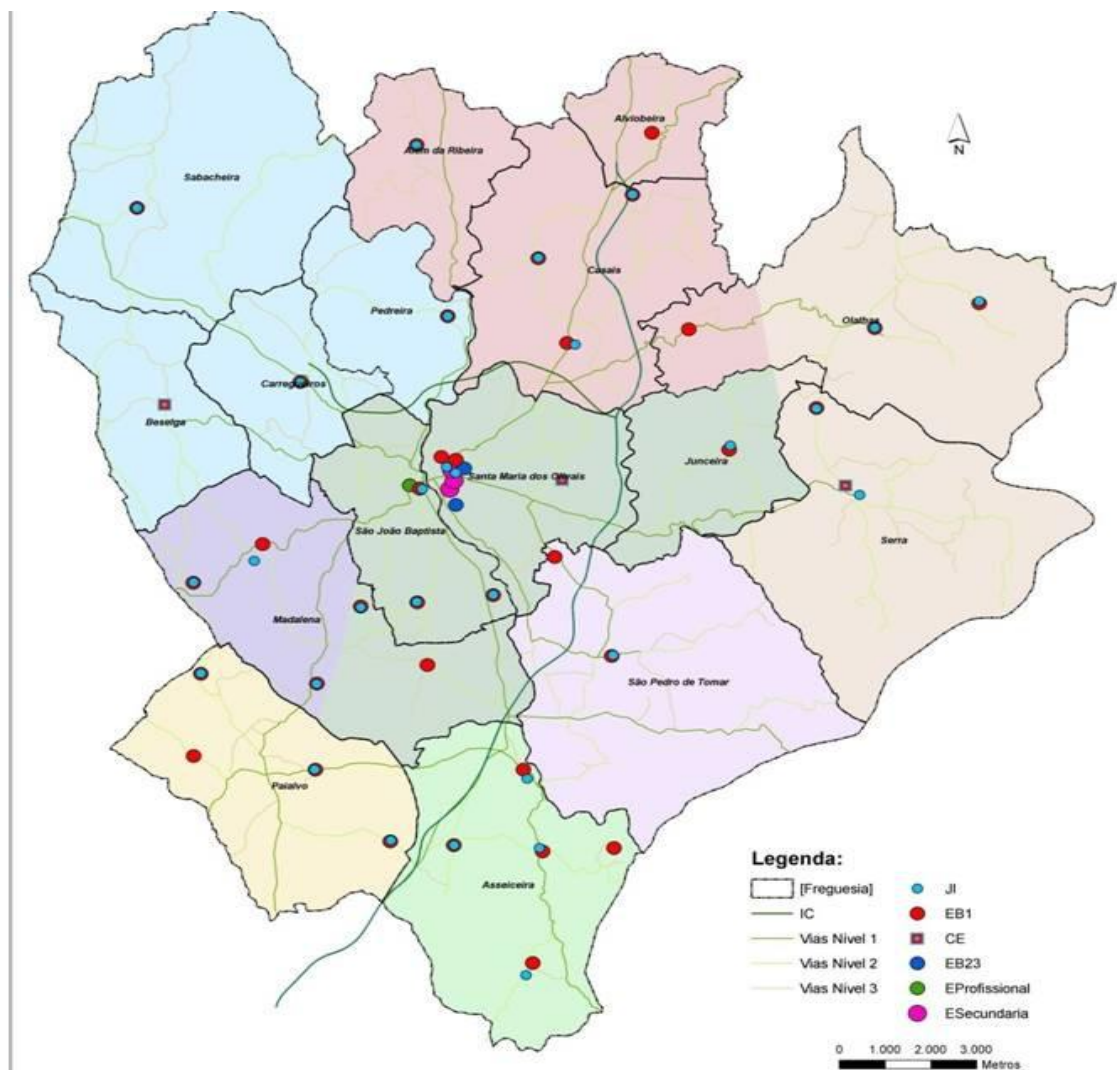 Alviobeira
Além da Ribeira
N
Sabacheira
Casais
Pedreira
Olalhas
Carregueiros
Beselga
Junceira
Santa Maria dos Olivais
São João Baptista
Serra
Madalena
São Pedro de Tomar
Paialvo
Asseiceira
Legenda:
[Freguesia]
IC
Vias Nível 1
Vias Nível 2
Vias Nível 3
JI
EB1
CE
EB23
EProfissional
ESecundaria
0 1.000 2.000 3.000
Metros